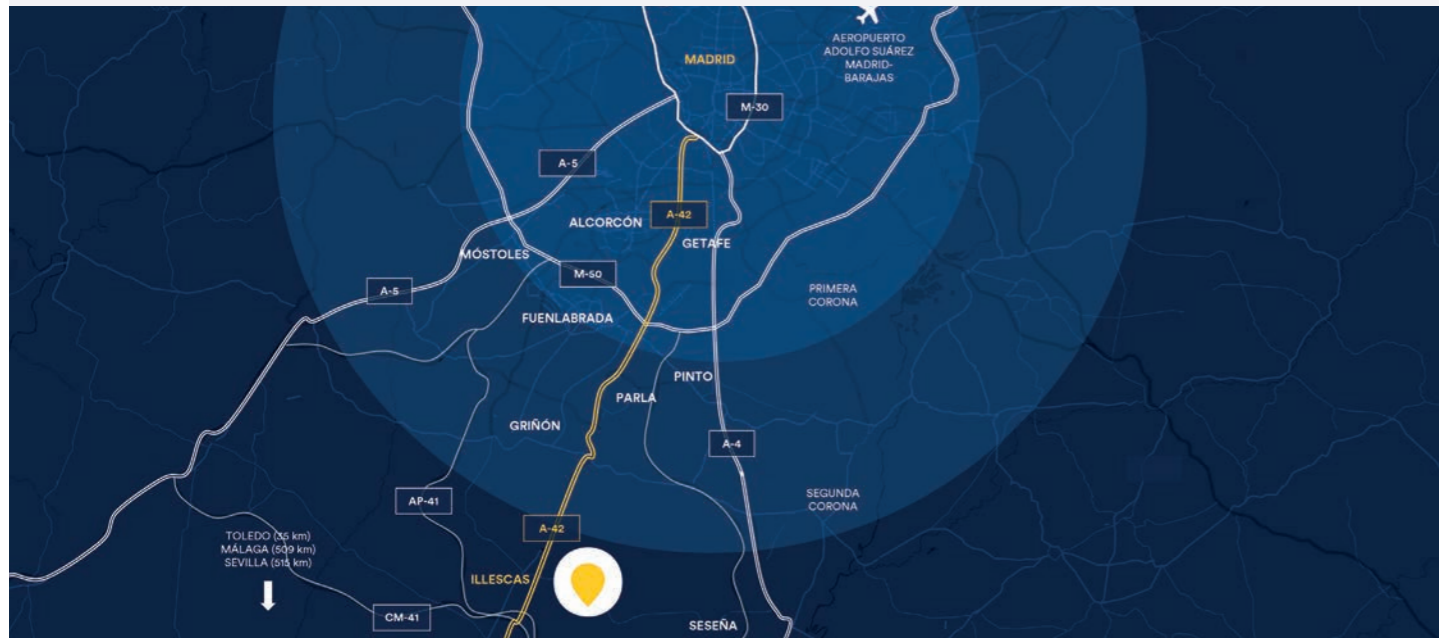 MADRID
AEROPUERTO
ADOLFO SUÁREZ
MADRID-
BARAJAS
M-30
A-5
A-42
ALCORCÓN
GETAFE
MÓSTOLES
M-50
A-5
PRIMERA
CORONA
FUENLABRADA
PINTO
PARLA
GRIÑÓN
A-4
AP-41
SEGUNDA
CORONA
A-42
TOLEDO (35 km)
MÁLAGA (509 km)
SEVILLA (515 km)
ILLESCAS
CM-41
SESEÑA